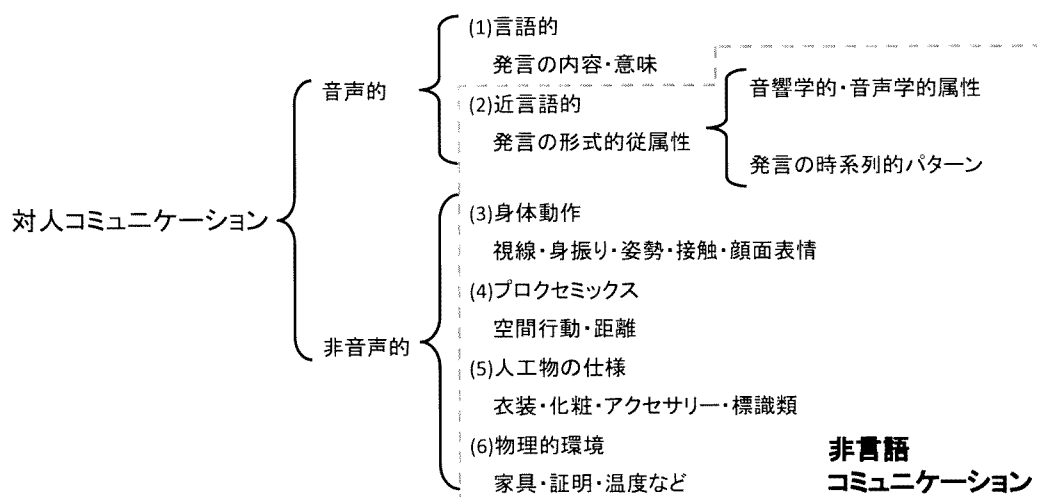 対人コミュニケーション
音声的
(1)言語的
発言の内容・意味
(2)近言語的
発言の形式的従属性
音響学的・音声学的属性
発言の時系列的パターン
非音声的
(3)身体動作
視線・身振り・姿勢・接触・顔面表情
(4)プロクセミックス
空間行動・距離
(5)人工物の仕様
衣装・化粧・アクセサリー・標識類
(6)物理的環境
家具・証明・温度など
非言語
コミュニケーション